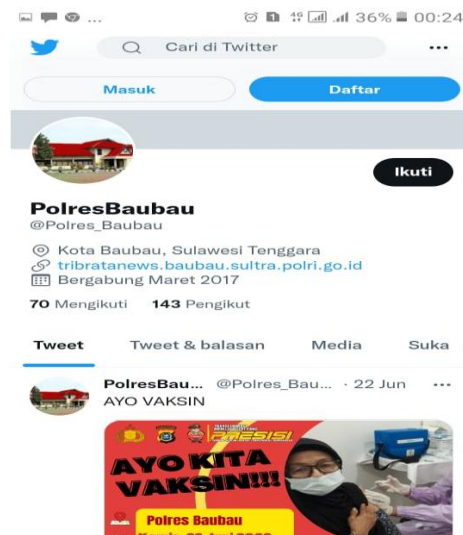 ... 4G 36% 00:24
Cari di Twitter ...
Masuk Daftar
Ikuti
PolresBaubau
@Polres_Baubau
Kota Baubau, Sulawesi Tenggara
tribratanews.baubau.sultra.polri.go.id
Bergabung Maret 2017
70 Mengikuti 143 Pengikut
Tweet Tweet & balasan Media Suka
PolresBau... @Polres_Bau... · 22 Jun ...
AYO VAKSIN
PRESISI
AYO KITA
VAKSIN!!!
Polres Baubau